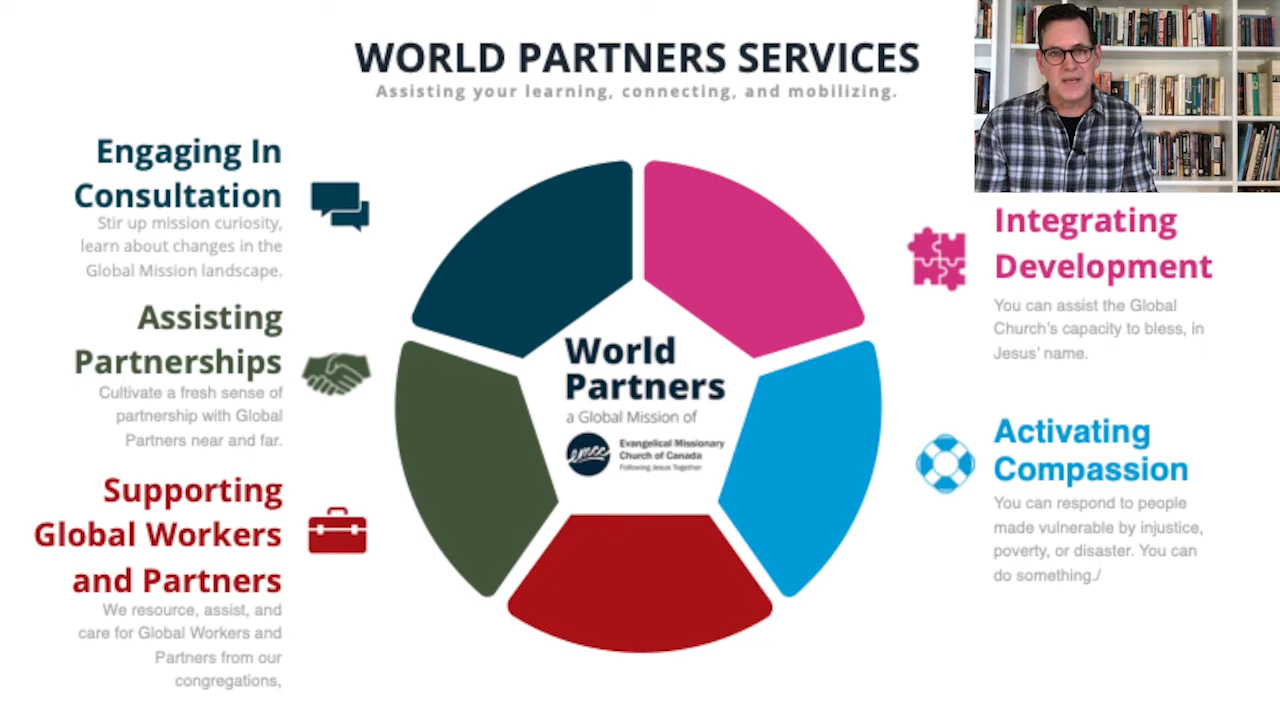 WORLD PARTNERS SERVICES
Assisting your learning, connecting, and mobilizing.
Engaging In
Consultation
Stir up mission curiosity,
learn about changes in the
Global Mission landscape.
Assisting
Partnerships
Cultivate a fresh sense of
partnership with Global
Partners near and far.
Supporting
Global Workers
and Partners
We resource, assist, and
care for Global Workers and
Partners from our
congregations,
World
Partners
a Global Mission of
emcc
Evangelical Missionary
Church of Canada
Following Jesus Together
Integrating
Development
You can assist the Global
Church's capacity to bless, in
Jesus' name.
Activating
Compassion
You can respond to people
made vulnerable by injustice,
poverty, or disaster. You can
do something./